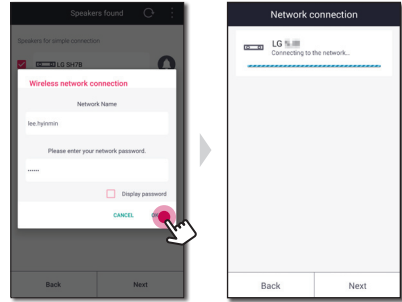 Speakers found
Speakers for simple connection
LG SH7B
Wireless network connection
Network Name
lee.hyinmin
Please enter your network password.
••••••
Display password
CANCEL
Back
Next
Network connection
LG
Connecting to the network...
Back
Next